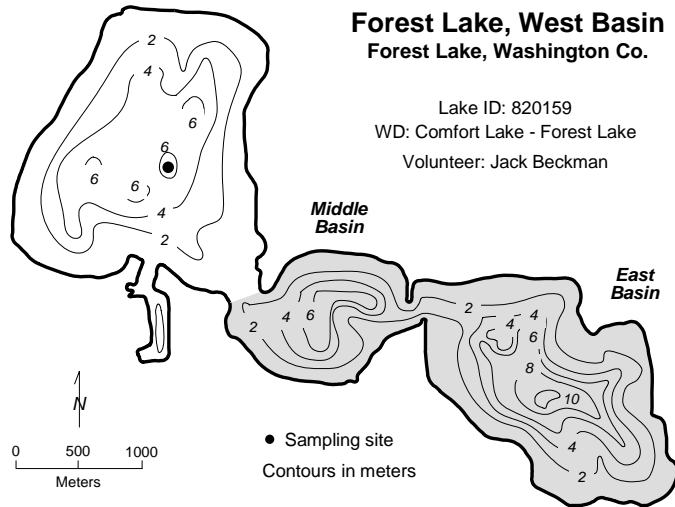 Forest Lake, West Basin
Forest Lake, Washington Co.
Lake ID: 820159
WD: Comfort Lake - Forest Lake
Volunteer: Jack Beckman
2
4
6
6
6
6
4
2
Middle
Basin
2 4 6
East
Basin
2
4 4
6
8
10
4
2
N
0 500 1000
Meters
Sampling site
Contours in meters